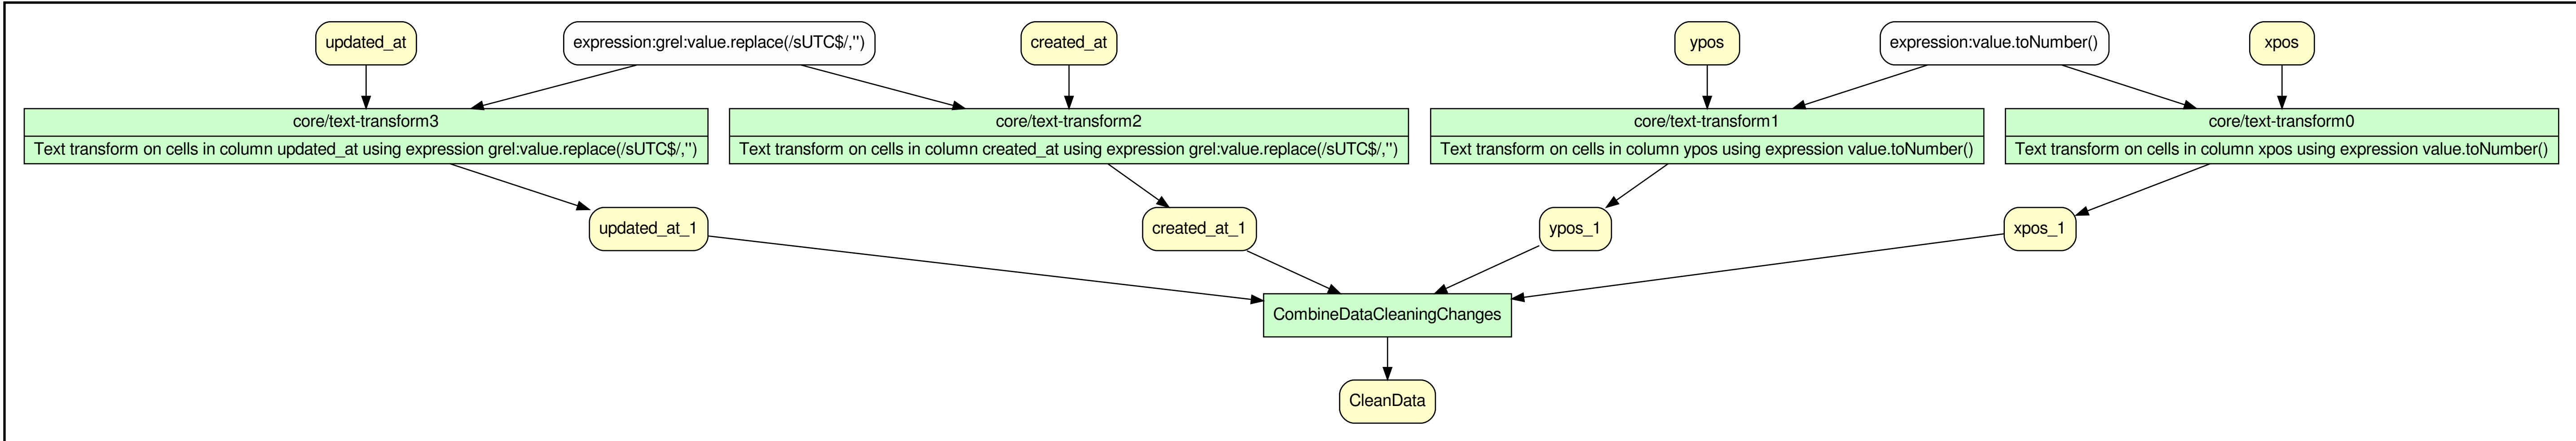 updated_at
expression:grel:value.replace(/sUTC$/,'')
created_at
ypos
expression:value.toNumber()
xpos
core/text-transform3
Text transform on cells in column updated_at using expression grel:value.replace(/sUTC$/,'')
core/text-transform2
Text transform on cells in column created_at using expression grel:value.replace(/sUTC$/,'')
core/text-transform1
Text transform on cells in column ypos using expression value.toNumber()
core/text-transform0
Text transform on cells in column xpos using expression value.toNumber()
updated_at_1
created_at_1
ypos_1
xpos_1
CombineDataCleaningChanges
CleanData